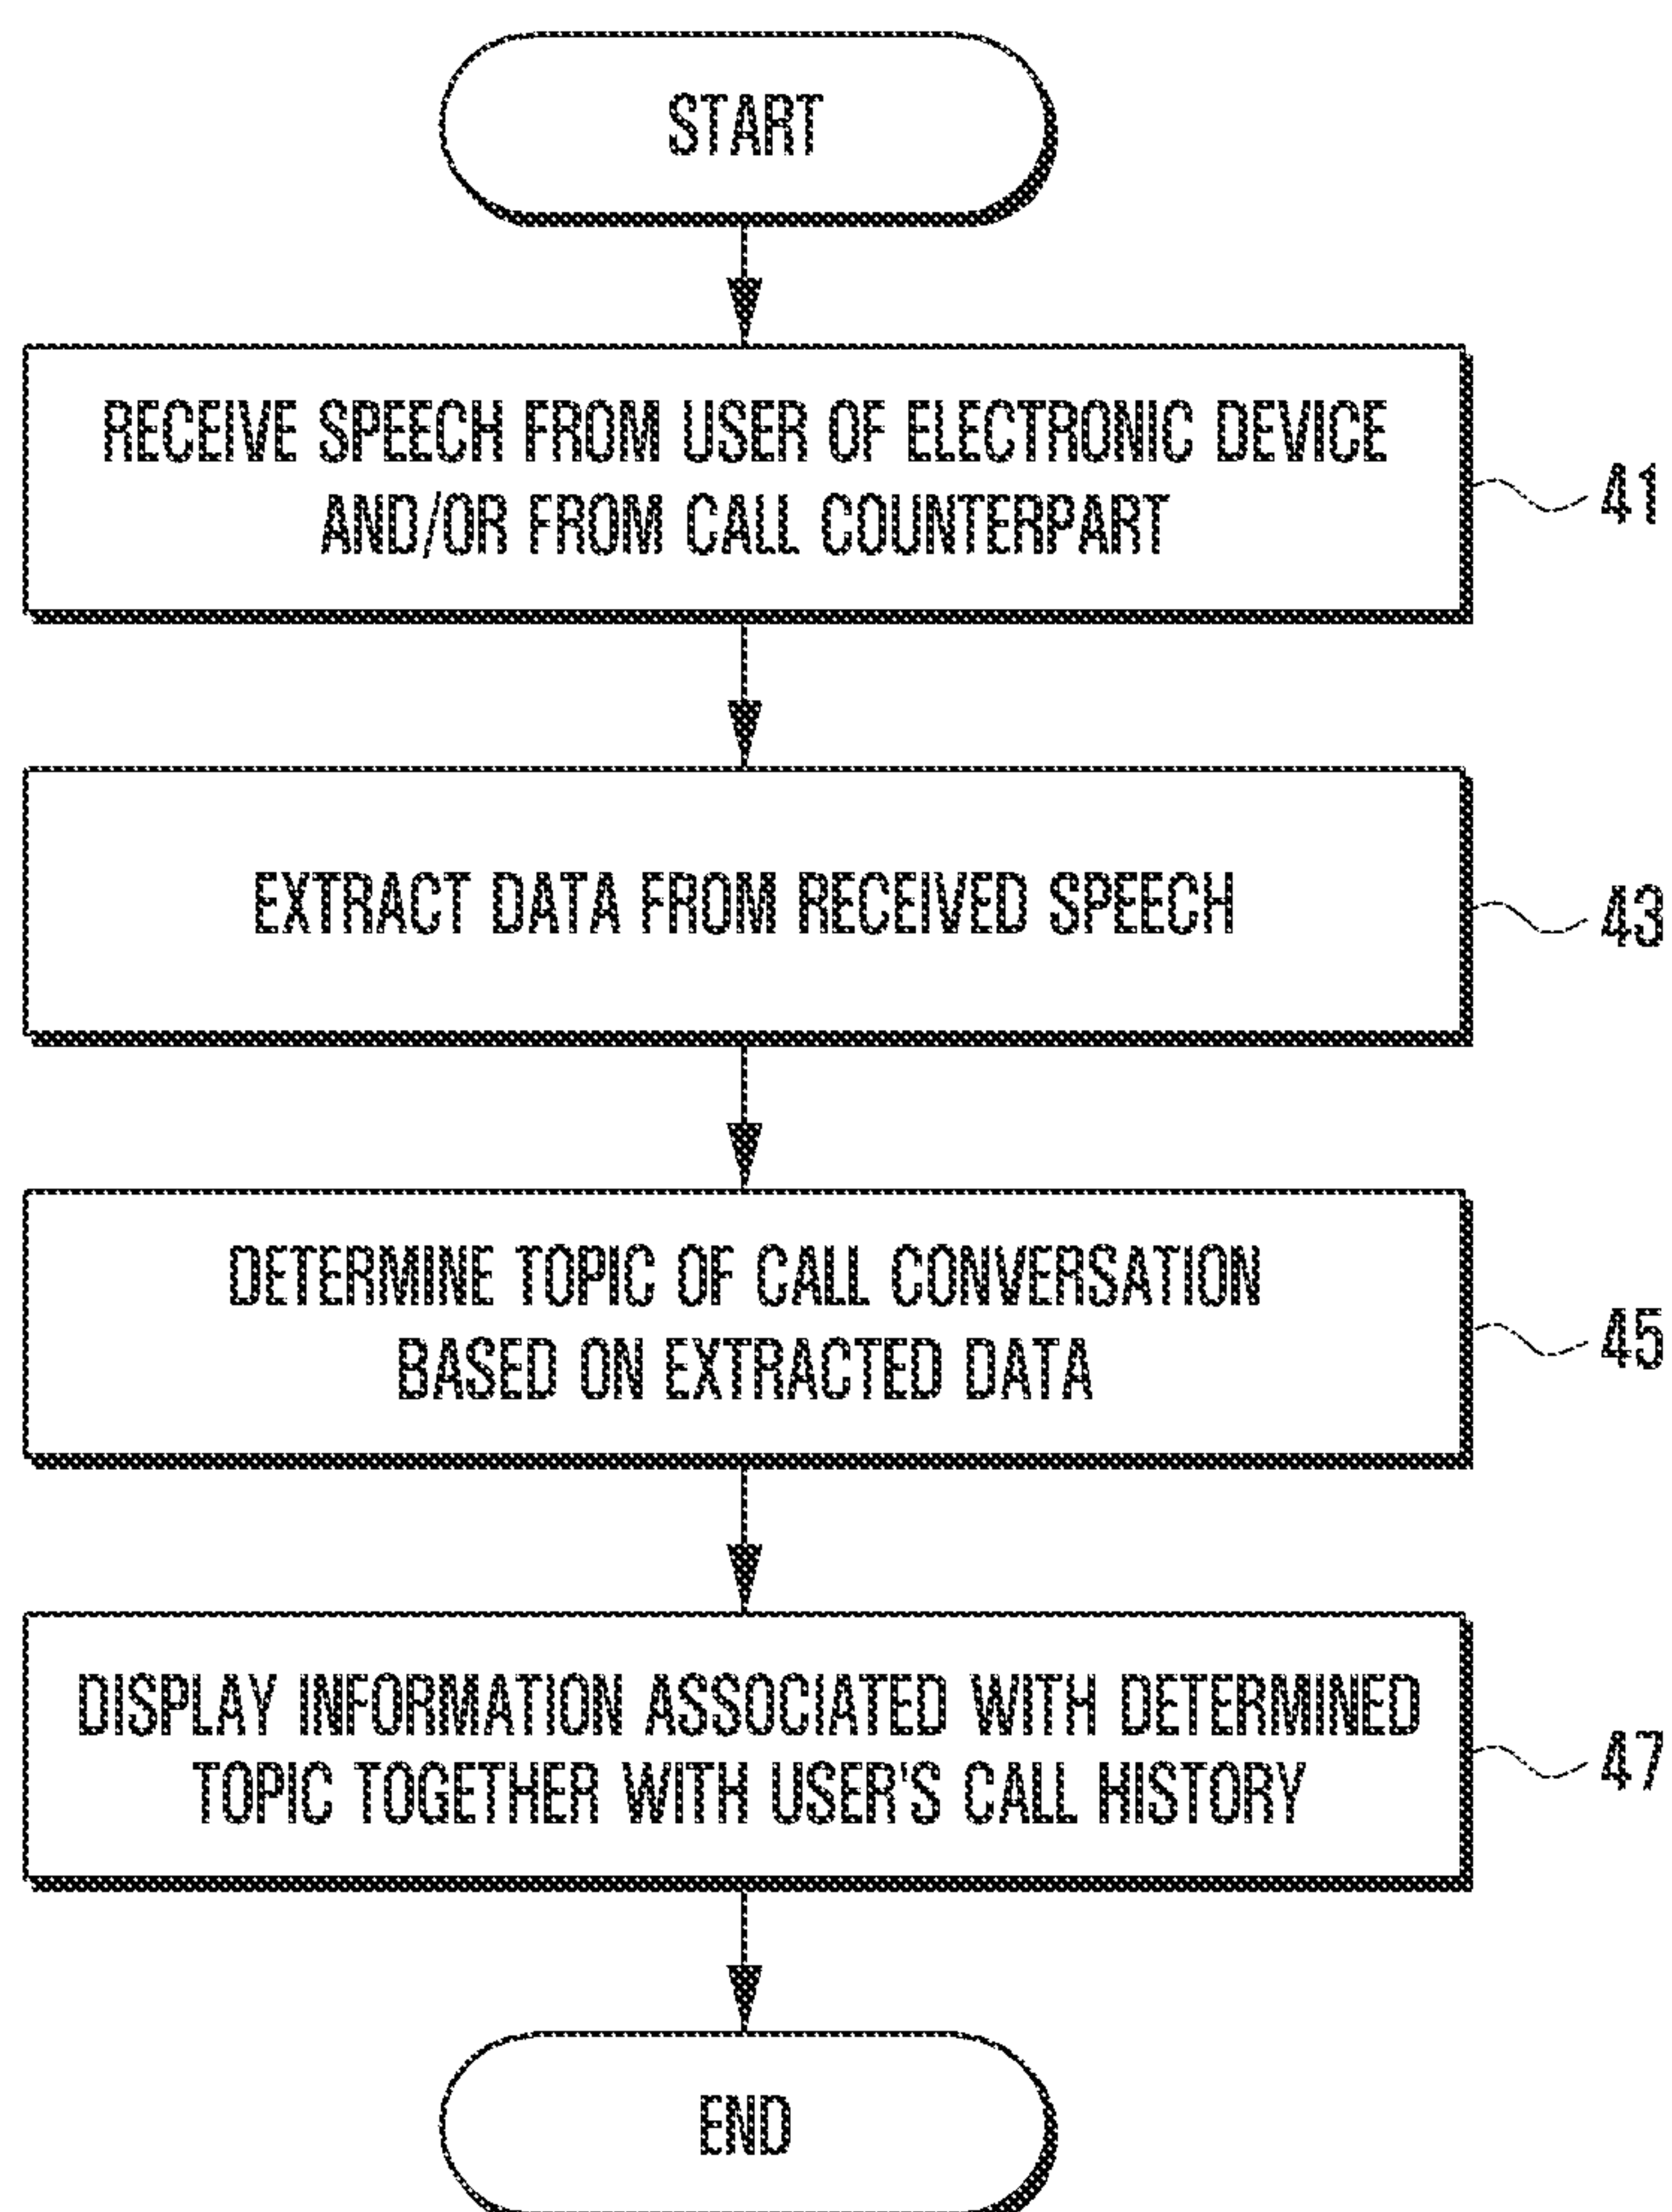 START
RECEIVE SPEECH FROM USER OF ELECTRONIC DEVICE
AND/OR FROM CALL COUNTERPART
41
EXTRACT DATA FROM RECEIVED SPEECH
43
DETERMINE TOPIC OF CALL CONVERSATION
BASED ON EXTRACTED DATA
45
DISPLAY INFORMATION ASSOCIATED WITH DETERMINED
TOPIC TOGETHER WITH USER'S CALL HISTORY
47
END